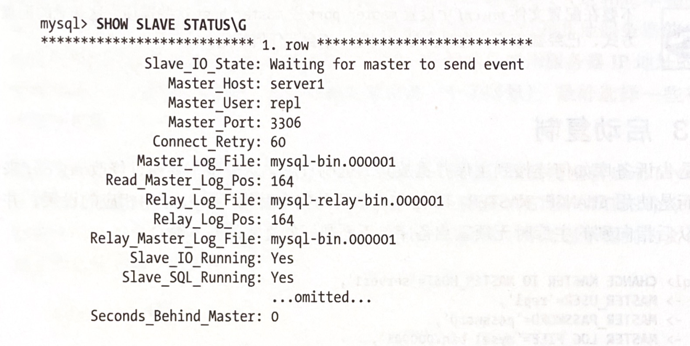 mysql> SHOW SLAVE STATUS\G
*************************** 1. row ***************************
Slave_IO_State: Waiting for master to send event
Master_Host: server1
Master_User: repl
Master_Port: 3306
Connect_Retry: 60
Master_Log_File: mysql-bin.000001
Read_Master_Log_Pos: 164
Relay_Log_File: mysql-relay-bin.000001
Relay_Log_Pos: 164
Relay_Master_Log_File: mysql-bin.000001
Slave_IO_Running: Yes
Slave_SQL_Running: Yes
...omitted...
Seconds_Behind_Master: 0